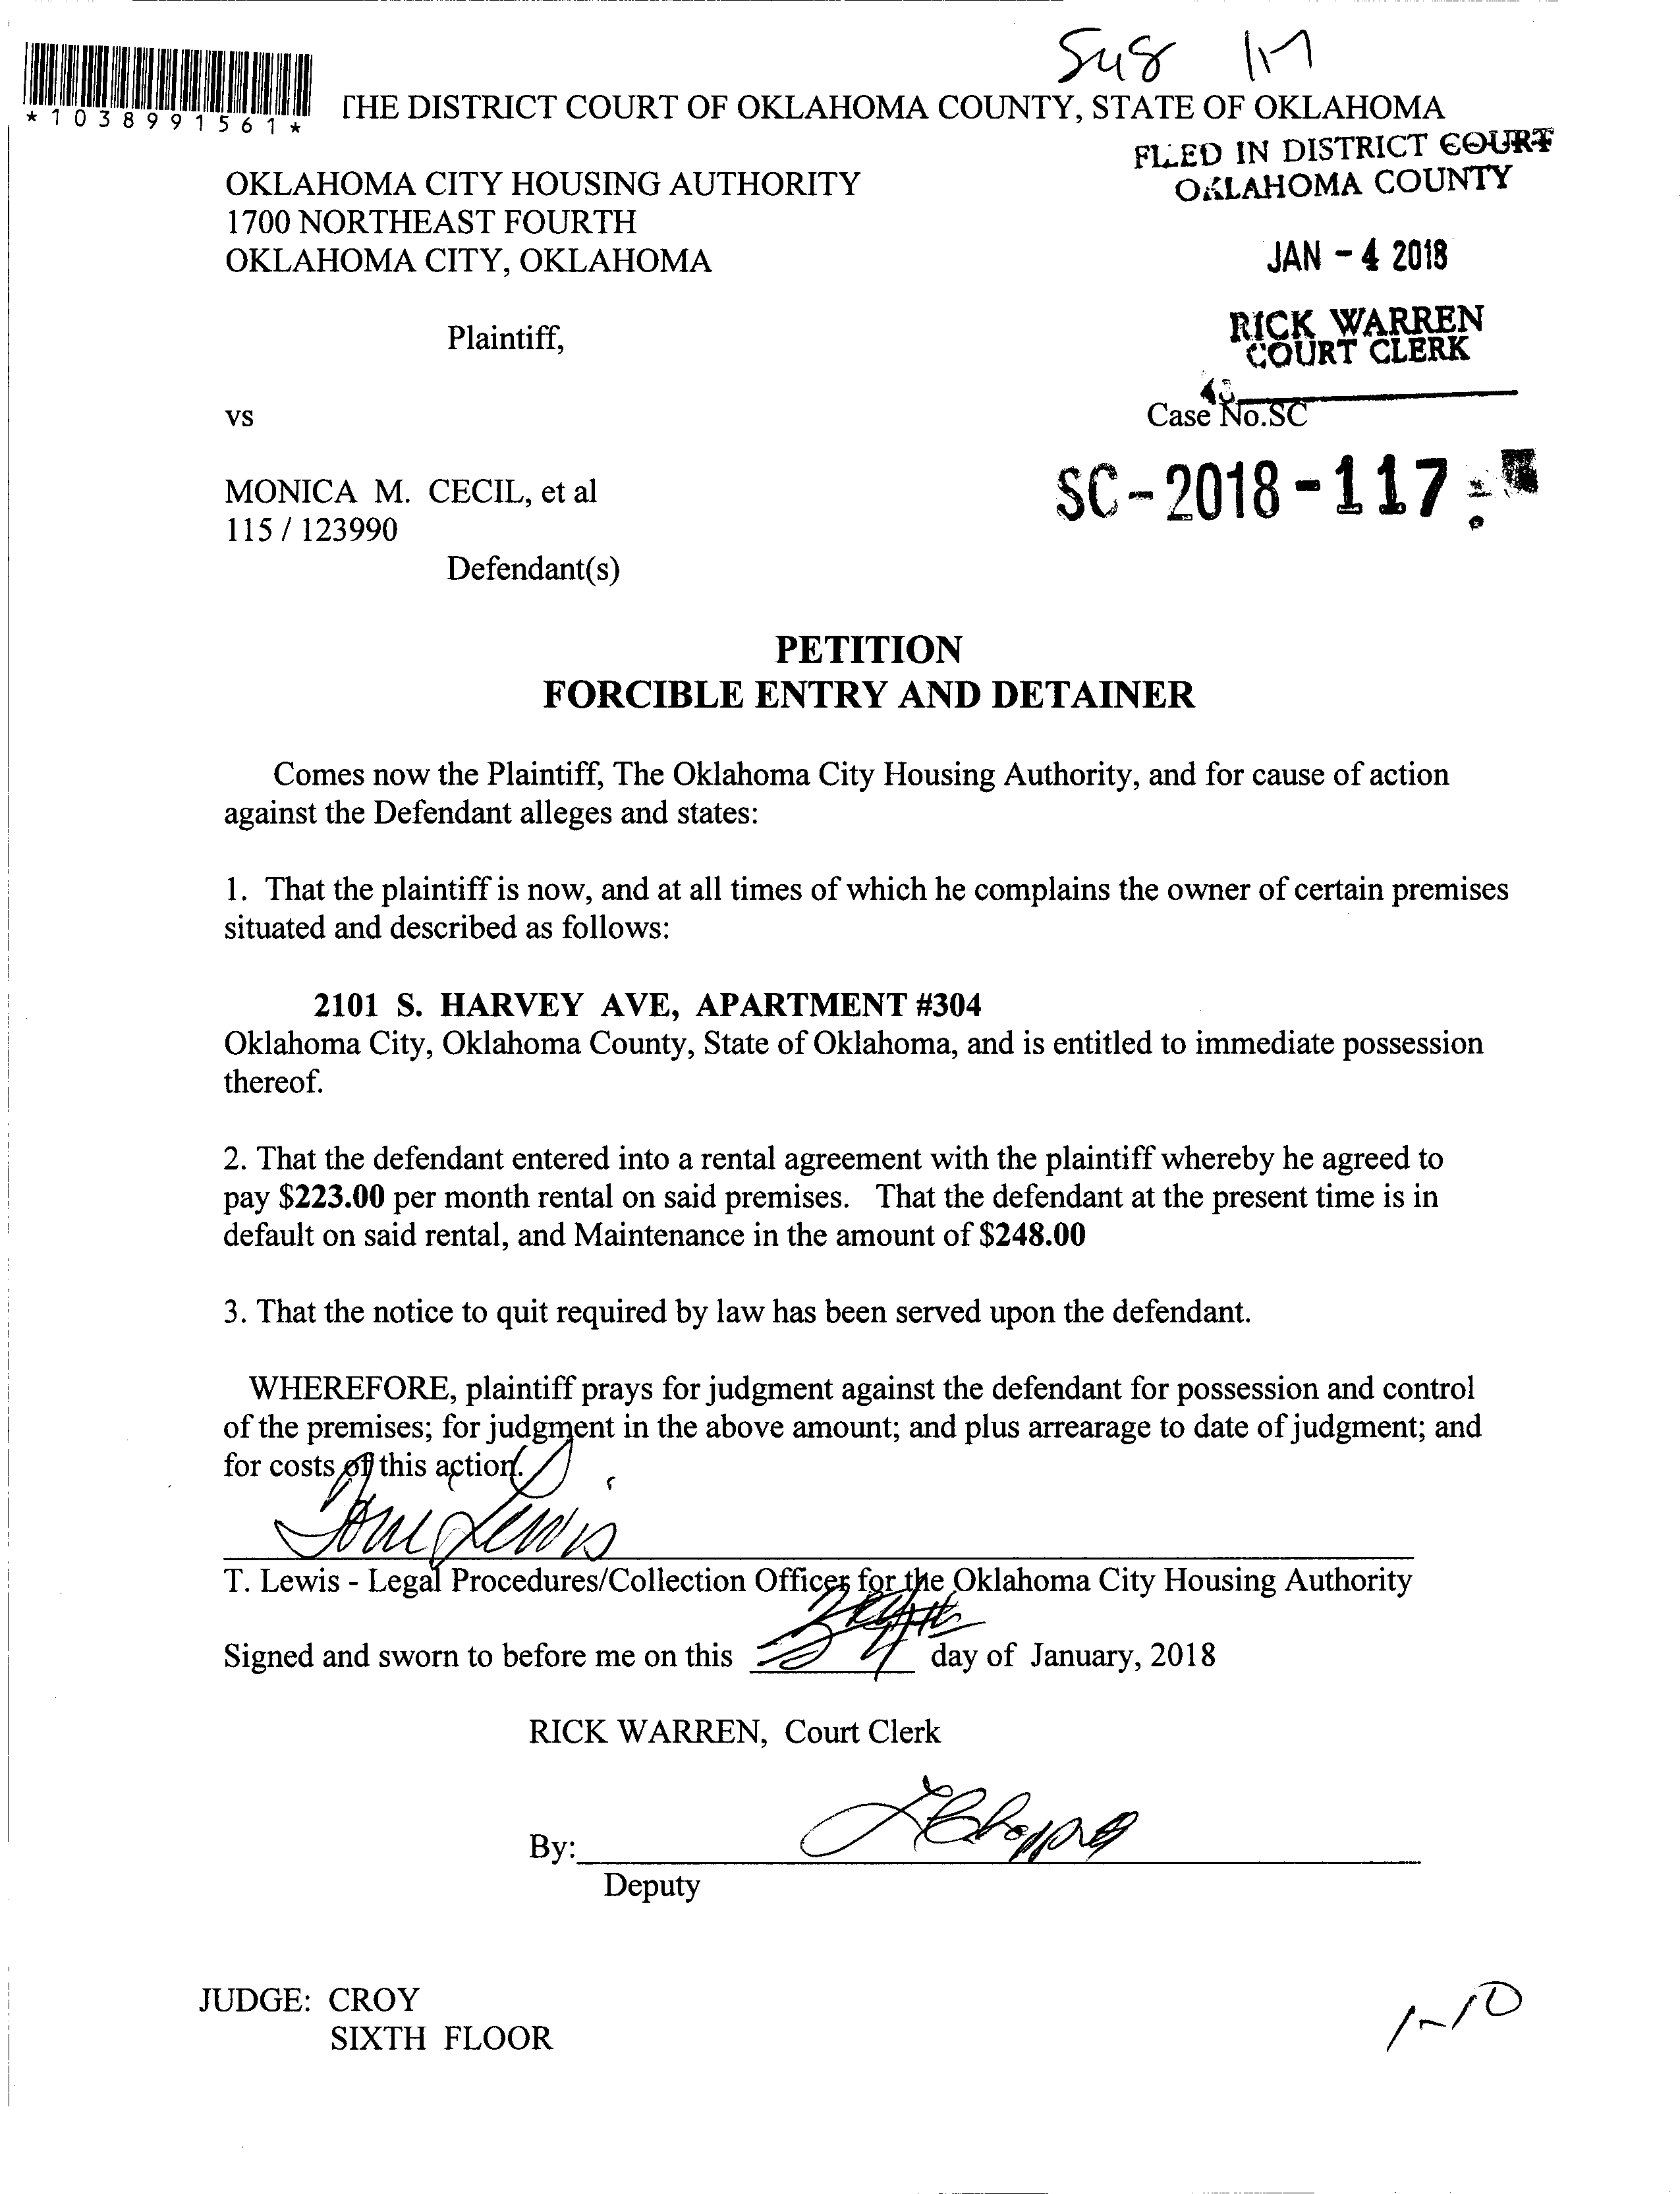 *1038991561*
THE DISTRICT COURT OF OKLAHOMA COUNTY, STATE OF OKLAHOMA
FILED IN DISTRICT COURT
OKLAHOMA COUNTY
OKLAHOMA CITY HOUSING AUTHORITY
1700 NORTHEAST FOURTH
OKLAHOMA CITY, OKLAHOMA
JAN - 4 2018
Plaintiff,
RICK WARREN
COURT CLERK
vs
Case No.SC
MONICA M. CECIL, et al
115 / 123990
SC-2018-117
Defendant(s)
PETITION
FORCIBLE ENTRY AND DETAINER
Comes now the Plaintiff, The Oklahoma City Housing Authority, and for cause of action
against the Defendant alleges and states:
1. That the plaintiff is now, and at all times of which he complains the owner of certain premises
situated and described as follows:
2101 S. HARVEY AVE, APARTMENT #304
Oklahoma City, Oklahoma County, State of Oklahoma, and is entitled to immediate possession
thereof.
2. That the defendant entered into a rental agreement with the plaintiff whereby he agreed to
pay $223.00 per month rental on said premises. That the defendant at the present time is in
default on said rental, and Maintenance in the amount of $248.00
3. That the notice to quit required by law has been served upon the defendant.
WHEREFORE, plaintiff prays for judgment against the defendant for possession and control
of the premises; for judgment in the above amount; and plus arrearage to date of judgment; and
for costs of this action.
Toni Lewis
T. Lewis - Legal Procedures/Collection Officer for the Oklahoma City Housing Authority
Signed and sworn to before me on this day of January, 2018
RICK WARREN, Court Clerk
By:
Deputy
JUDGE: CROY
SIXTH FLOOR
1-10